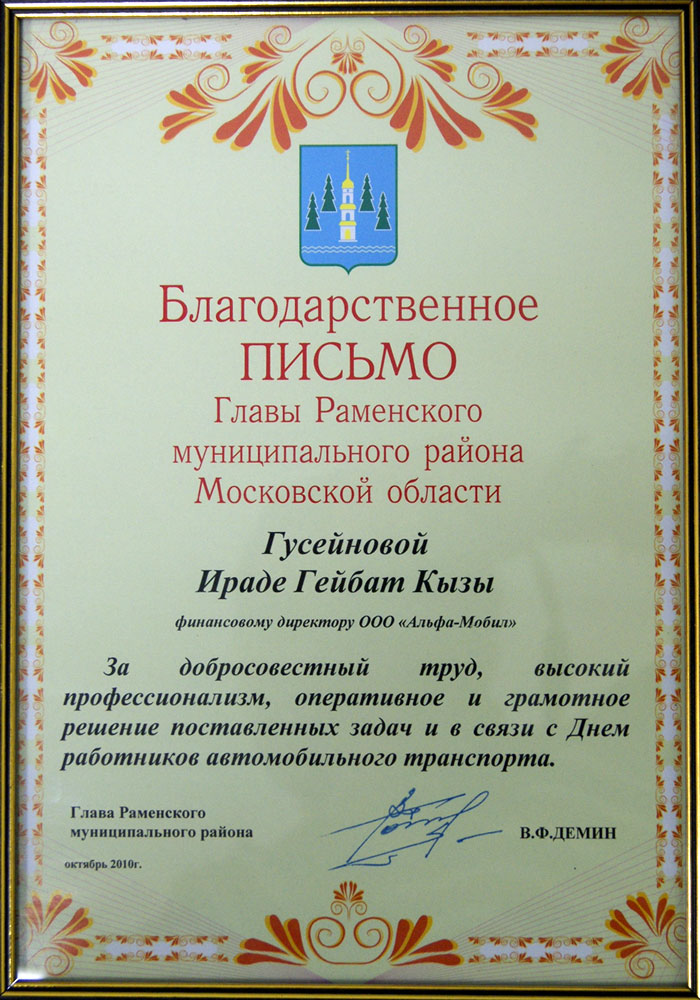 Благодарственное
ПИСЬМО
Главы Раменского
муниципального района
Московской области
Гусейновой
Ираде Гейбат Кызы
финансовому директору ООО «Альфа-Мобил»
За добросовестный труд, высокий
профессионализм, оперативное и грамотное
решение поставленных задач и в связи с Днем
работников автомобильного транспорта.
Глава Раменского
муниципального района
В.Ф.ДЕМИН
октябрь 2010г.